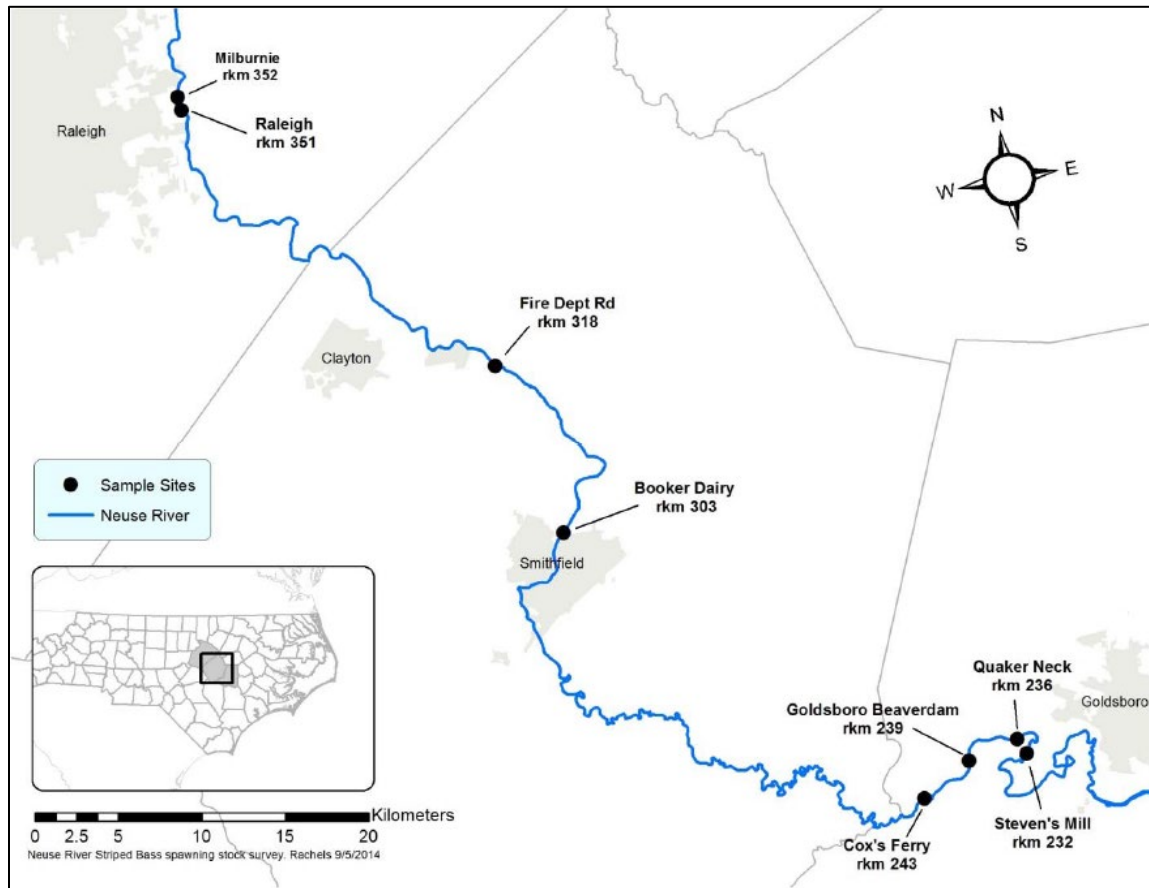 Milburnie
rkm 352
Raleigh
Raleigh
rkm 351
N
W
E
S
Fire Dept Rd
rkm 318
Clayton
Sample Sites
Neuse River
Booker Dairy
rkm 303
Smithfield
Quaker Neck
rkm 236
Goldsboro Beaverdam
rkm 239
Goldsboro
Steven's Mill
rkm 232
Cox's Ferry
rkm 243
Kilometers
0 2.5 5 10 15 20
Neuse River Striped Bass spawning stock survey. Rachels 9/5/2014